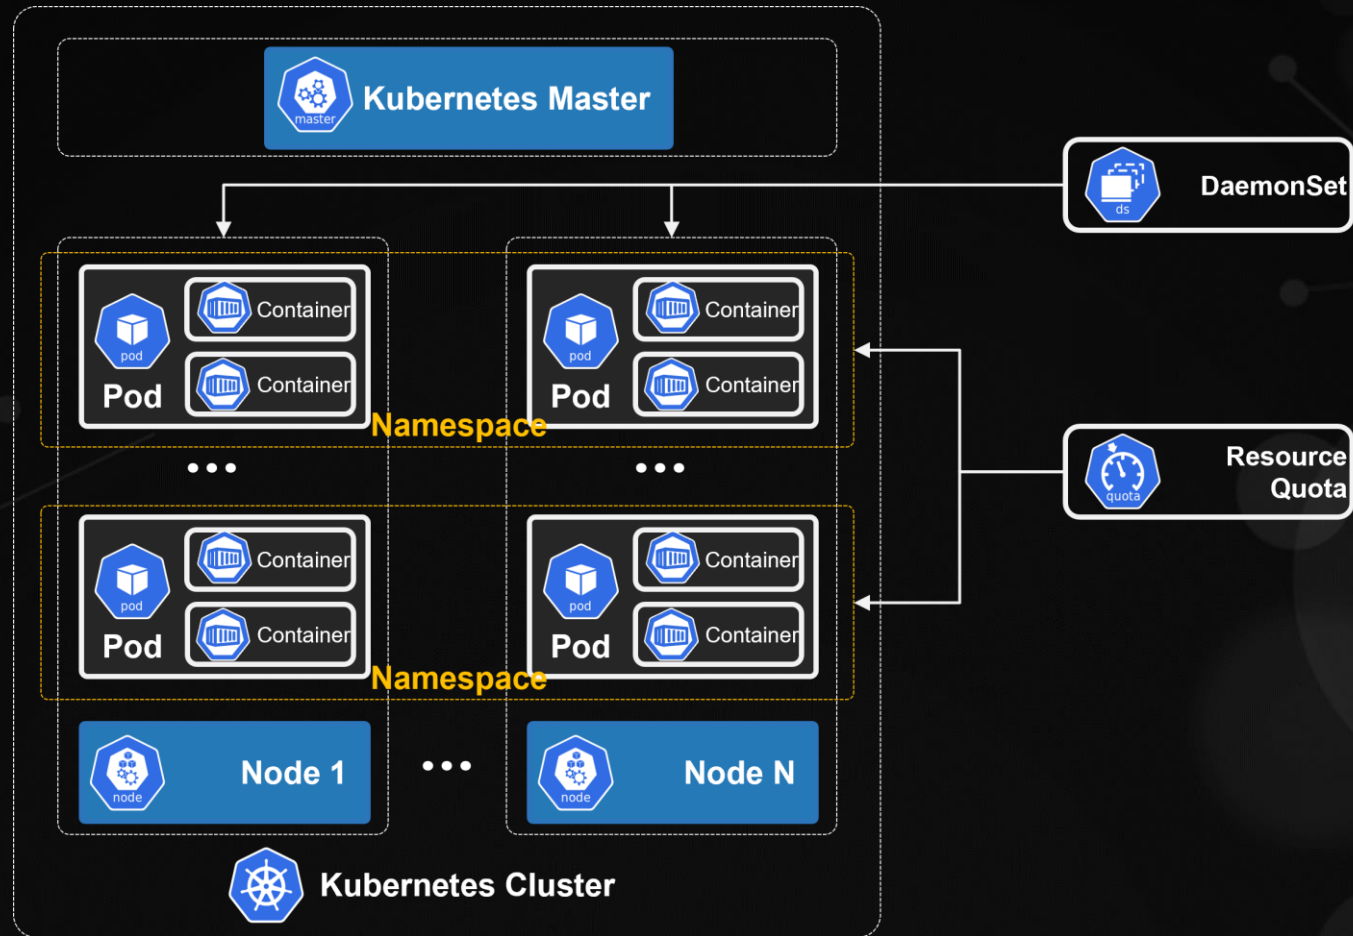 master
Kubernetes Master
ds
DaemonSet
pod
Pod
Container
Container
pod
Pod
Container
Container
Namespace
...
...
quota
Resource
Quota
pod
Pod
Container
Container
pod
Pod
Container
Container
Namespace
node
Node 1
...
node
Node N
Kubernetes Cluster